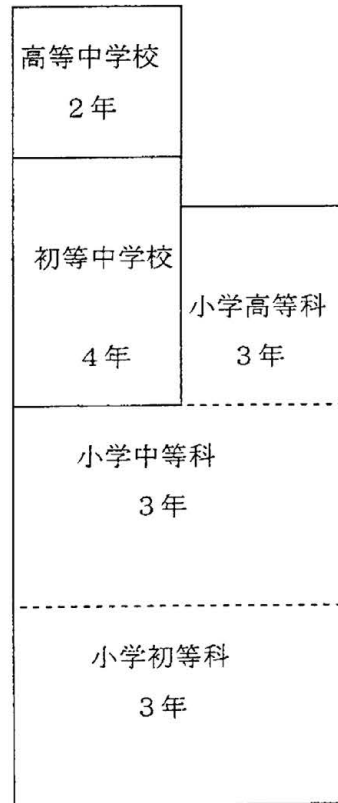 高等中学校
2年
初等中学校
4年
小学高等科
3年
小学中等科
3年
小学初等科
3年